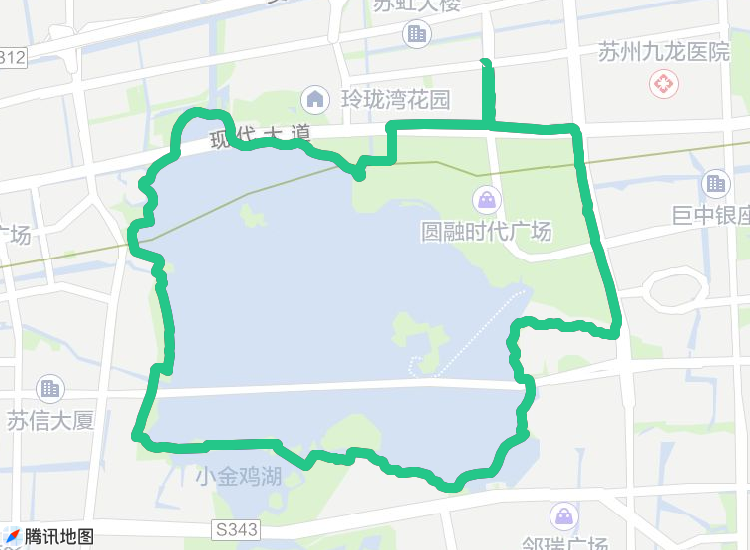 苏虹大楼
312
苏州九龙医院
玲珑湾花园
现代大道
巨中银座
圆融时代广场
广场
苏信大厦
小金鸡湖
S343
腾讯地图
邻瑞广场